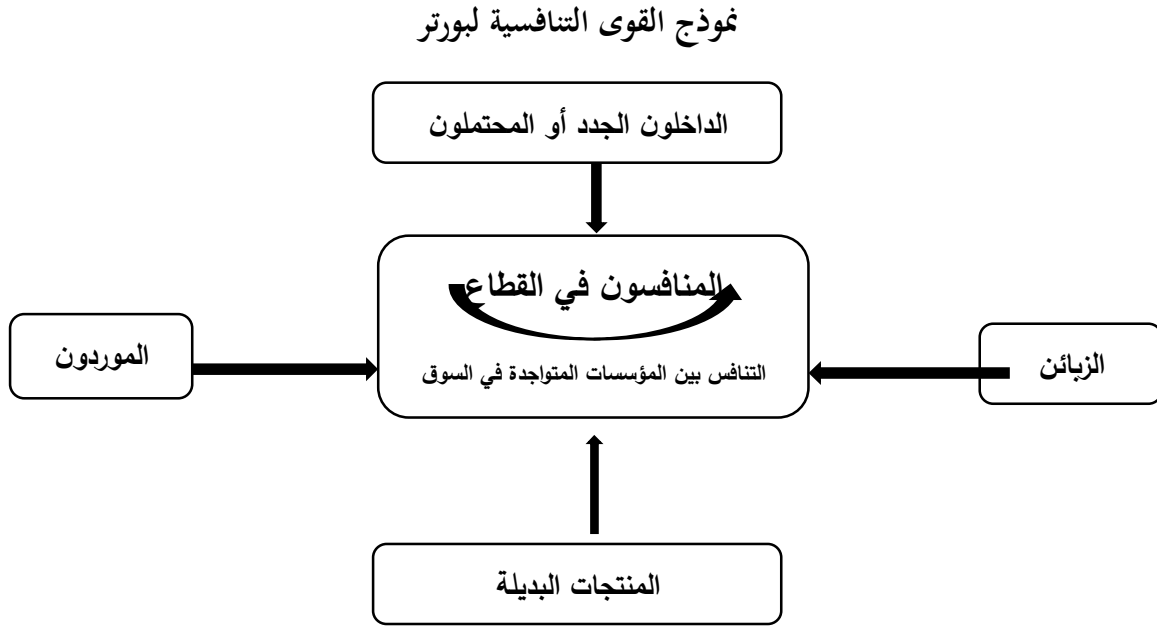 نموذج القوى التنافسية لبورتر
الداخلون الجدد أو المحتملون
المنافسون في القطاع
التنافس بين المؤسسات المتواجدة في السوق
الزبائن
الموردون
المنتجات البديلة